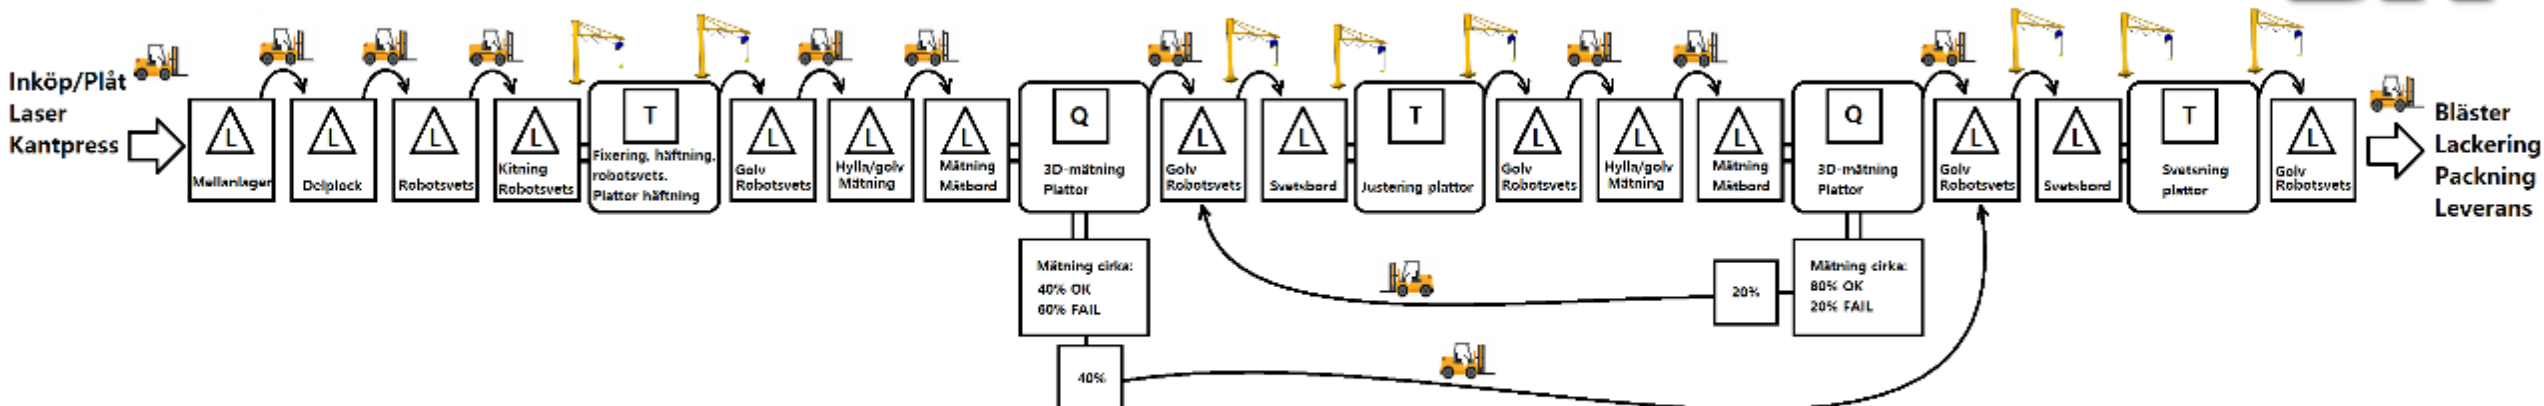 Inköp/Plåt
Laser
Kantpress
L
Mellanlager
L
Delplock
L
Robotsvets
L
Kitning
Robotsvets
T
Fixering, häftning,
robotsvets.
Plattor häftning
L
Golv
Robotsvets
L
Hylla/golv
Mätning
L
Mätning
Mätbord
Q
3D-mätning
Plattor
L
Golv
Robotsvets
L
Svetsbord
T
Justering plattor
L
Golv
Robotsvets
L
Hylla/golv
Mätning
L
Mätning
Mätbord
Q
3D-mätning
Plattor
L
Golv
Robotsvets
L
Svetsbord
T
Svetsning
plattor
L
Golv
Robotsvets
Bläster
Lackering
Packning
Leverans
Mätning cirka:
40% OK
60% FAIL
40%
20%
Mätning cirka:
80% OK
20% FAIL